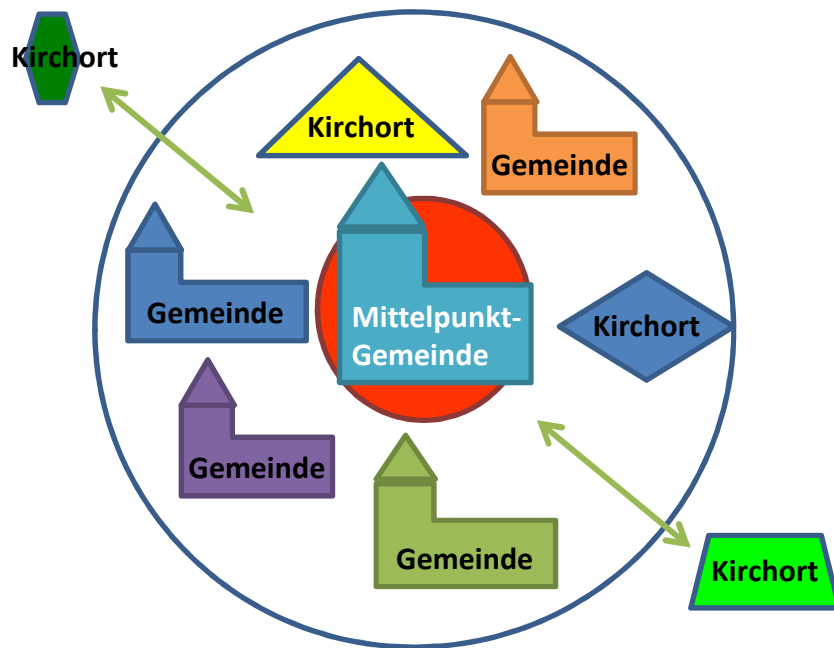 Kirchort
Kirchort
Gemeinde
Gemeinde
Mittelpunkt-
Gemeinde
Kirchort
Gemeinde
Gemeinde
Kirchort